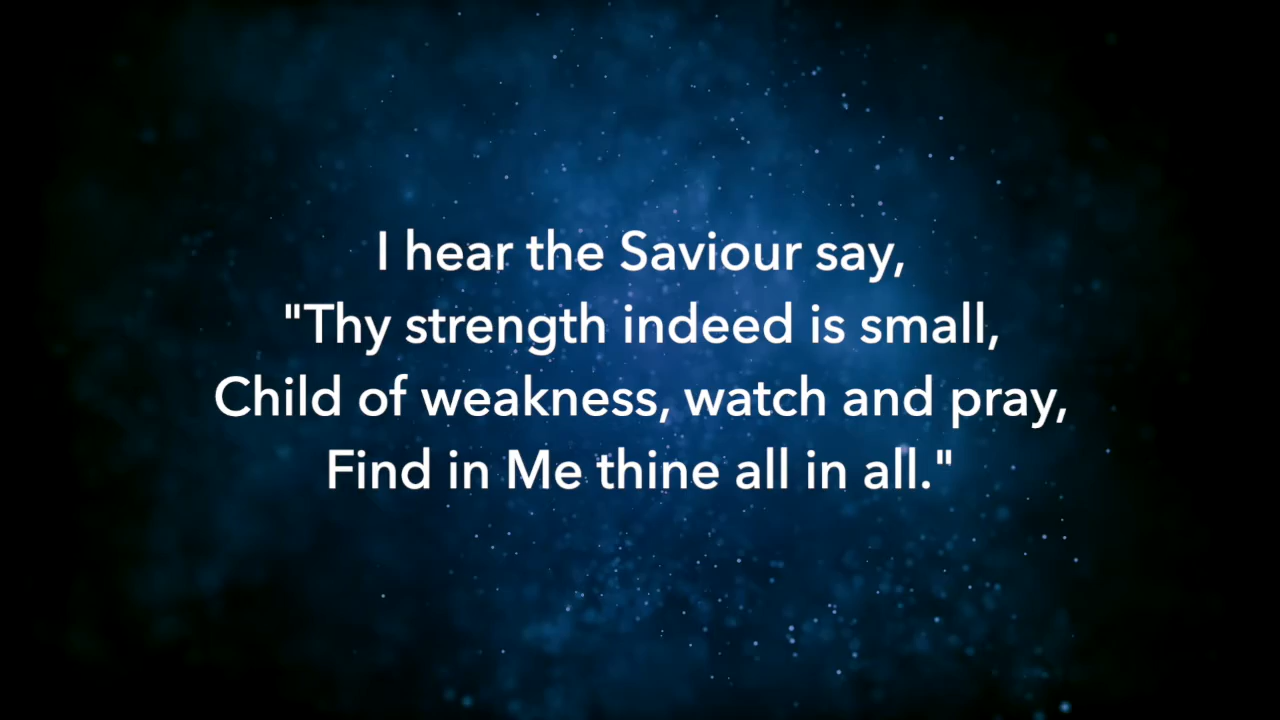 I hear the Saviour say,
"Thy strength indeed is small,
Child of weakness, watch and pray,
Find in Me thine all in all."